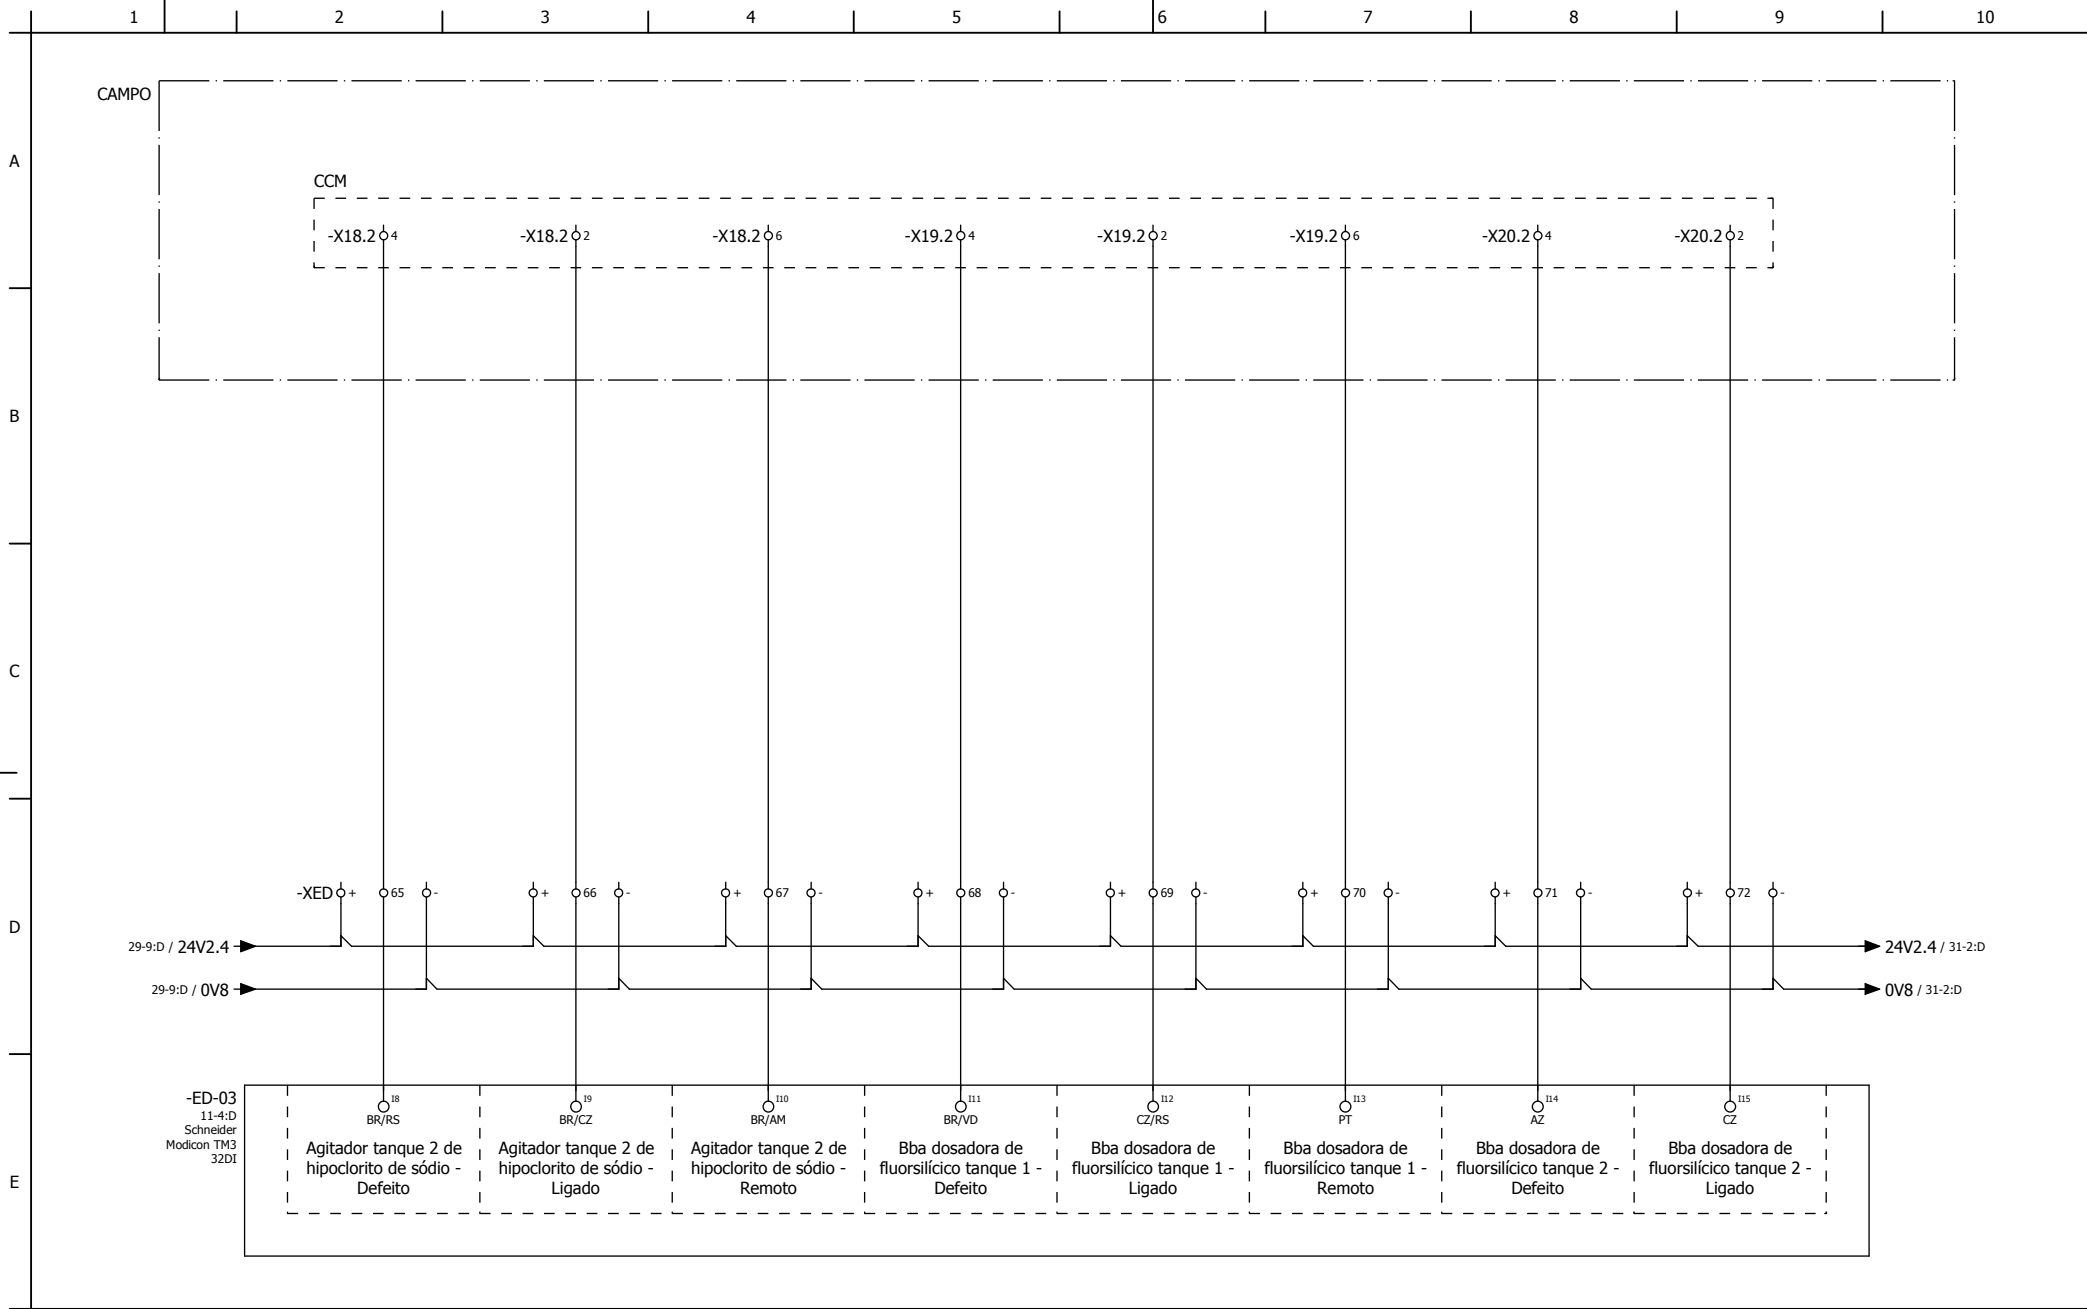 1 2 3 4 5 6 7 8 9 10
CAMPO
A
CCM
-X18.2 4 -X18.2 2 -X18.2 6 -X19.2 4 -X19.2 2 -X19.2 6 -X20.2 4 -X20.2 2
B
C
-XED + 65 - + 66 - + 67 - + 68 - + 69 - + 70 - + 71 - + 72 -
D
29-9:D / 24V2.4 24V2.4 / 31-2:D
29-9:D / 0V8 0V8 / 31-2:D
-ED-03
11-4:D
Schneider
Modicon TM3
32DI
E
I8
BR/RS
Agitador tanque 2 de
hipoclorito de sódio -
Defeito
I9
BR/CZ
Agitador tanque 2 de
hipoclorito de sódio -
Ligado
I10
BR/AM
Agitador tanque 2 de
hipoclorito de sódio -
Remoto
I11
BR/VD
Bba dosadora de
fluorsilícico tanque 1 -
Defeito
I12
CZ/RS
Bba dosadora de
fluorsilícico tanque 1 -
Ligado
I13
PT
Bba dosadora de
fluorsilícico tanque 1 -
Remoto
I14
AZ
Bba dosadora de
fluorsilícico tanque 2 -
Defeito
I15
CZ
Bba dosadora de
fluorsilícico tanque 2 -
Ligado